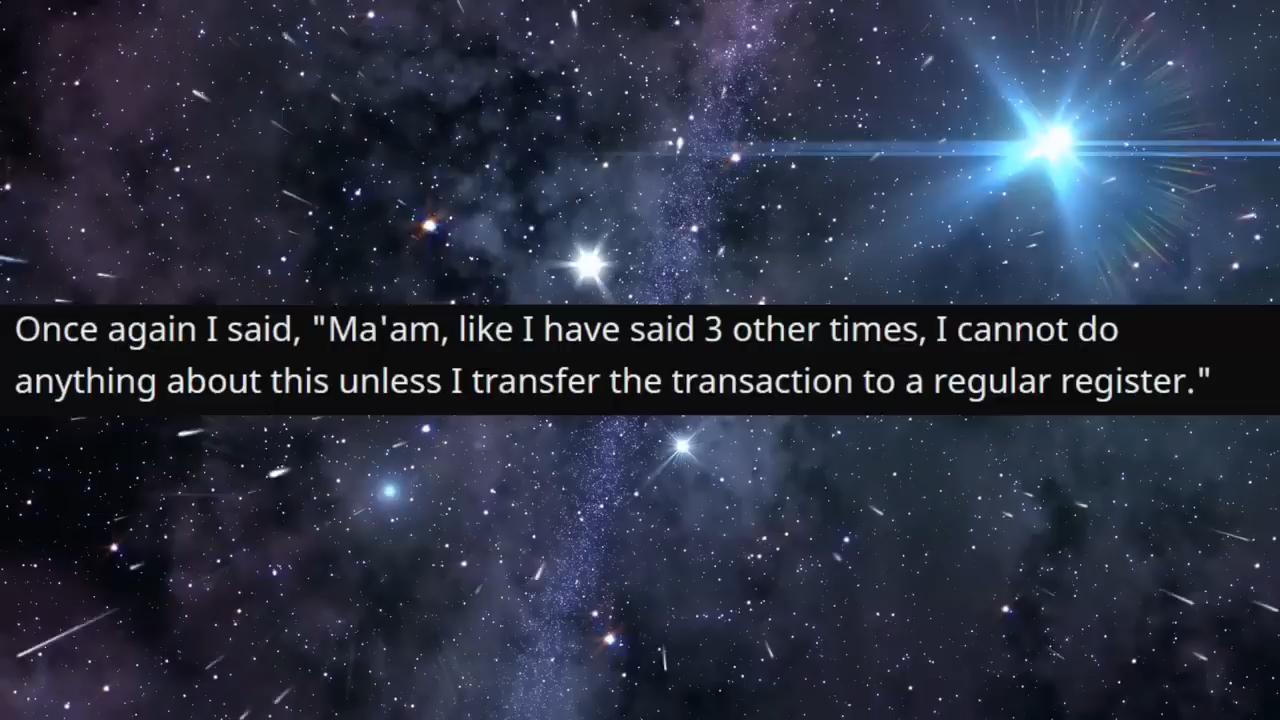 Once again I said, "Ma'am, like I have said 3 other times, I cannot do
anything about this unless I transfer the transaction to a regular register."